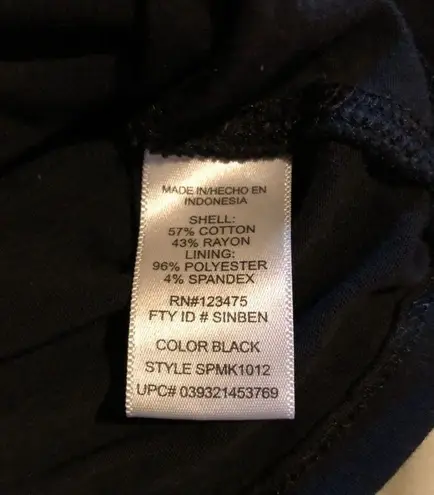 MADE IN/HECHO EN
INDONESIA
SHELL:
57% COTTON
43% RAYON
LINING:
96% POLYESTER
4% SPANDEX
RN#123475
FTY ID # SINBEN
COLOR BLACK
STYLE SPMK1012
UPC# 039321453769